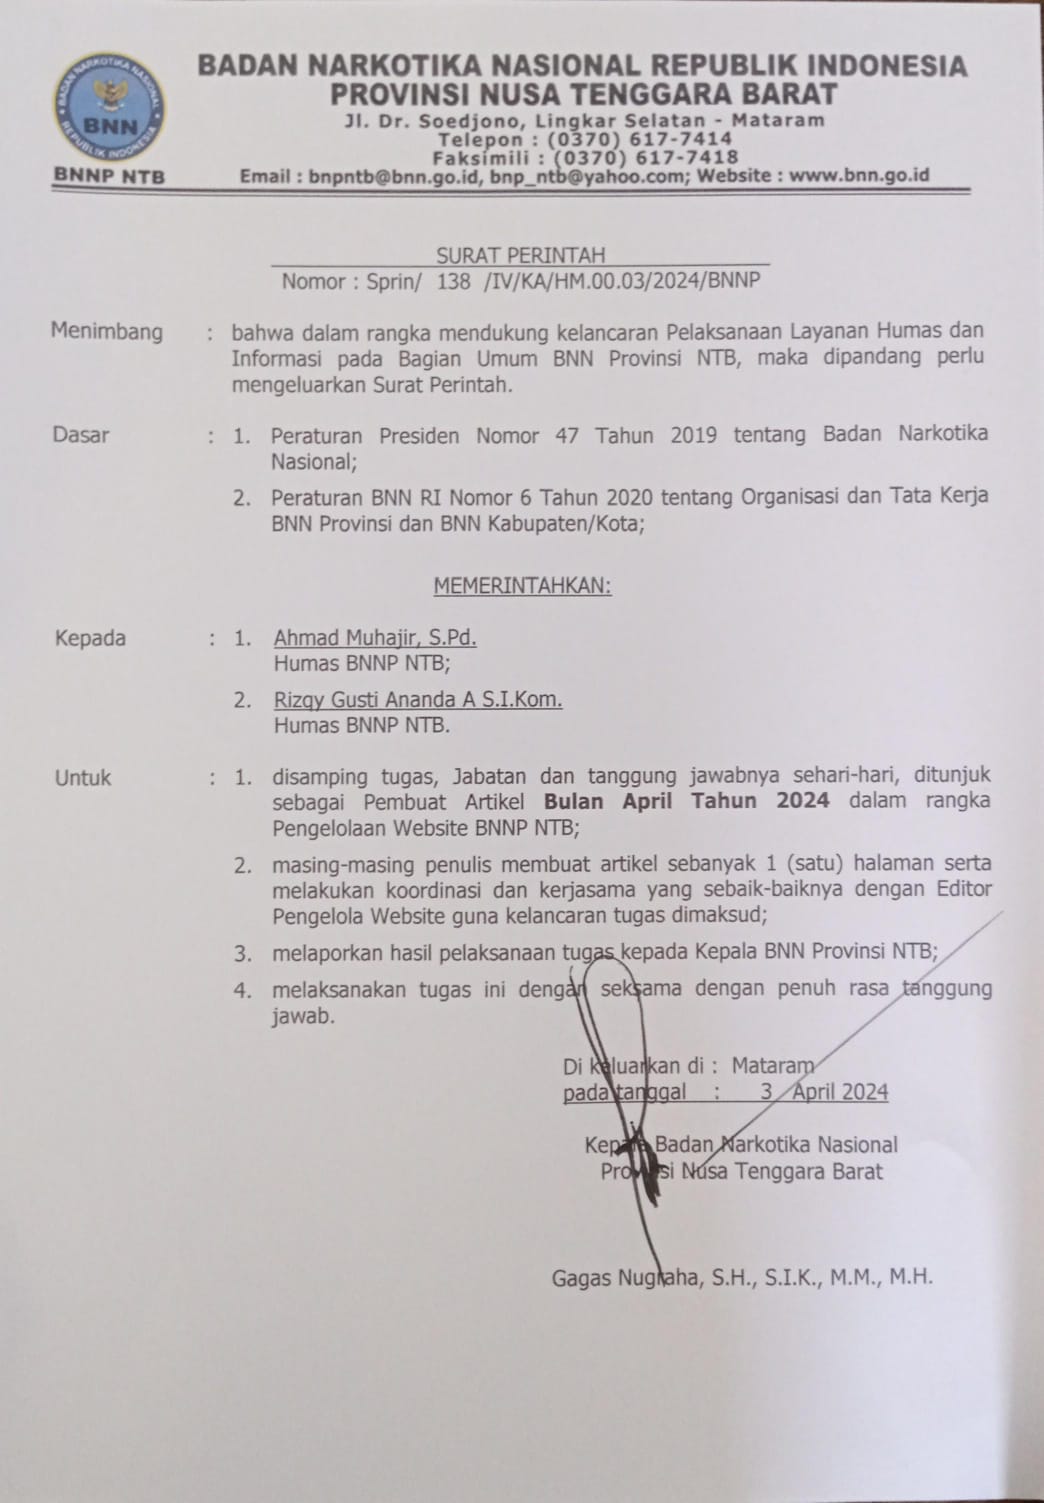 BADAN NARKOTIKA NASIONAL REPUBLIK INDONESIA
PROVINSI NUSA TENGGARA BARAT
Jl. Dr. Soedjono, Lingkar Selatan - Mataram
Telepon : (0370) 617-7414
Faksimili : (0370) 617-7418
Email : bnpntb@bnn.go.id, bnp_ntb@yahoo.com; Website : www.bnn.go.id
BADAN NARKOTIKA NASIONAL
BNN
REPUBLIK INDONESIA
BNNP NTB
SURAT PERINTAH
Nomor : Sprin/ 138 /IV/KA/HM.00.03/2024/BNNP
Menimbang : bahwa dalam rangka mendukung kelancaran Pelaksanaan Layanan Humas dan
Informasi pada Bagian Umum BNN Provinsi NTB, maka dipandang perlu
mengeluarkan Surat Perintah.
Dasar : 1. Peraturan Presiden Nomor 47 Tahun 2019 tentang Badan Narkotika
Nasional;
2. Peraturan BNN RI Nomor 6 Tahun 2020 tentang Organisasi dan Tata Kerja
BNN Provinsi dan BNN Kabupaten/Kota;
MEMERINTAHKAN:
Kepada : 1. Ahmad Muhajir, S.Pd.
Humas BNNP NTB;
2. Rizqy Gusti Ananda A S.I.Kom.
Humas BNNP NTB.
Untuk : 1. disamping tugas, Jabatan dan tanggung jawabnya sehari-hari, ditunjuk
sebagai Pembuat Artikel Bulan April Tahun 2024 dalam rangka
Pengelolaan Website BNNP NTB;
2. masing-masing penulis membuat artikel sebanyak 1 (satu) halaman serta
melakukan koordinasi dan kerjasama yang sebaik-baiknya dengan Editor
Pengelola Website guna kelancaran tugas dimaksud;
3. melaporkan hasil pelaksanaan tugas kepada Kepala BNN Provinsi NTB;
4. melaksanakan tugas ini dengan seksama dengan penuh rasa tanggung
jawab.
Di keluarkan di : Mataram
pada tanggal : 3 April 2024
Kepala Badan Narkotika Nasional
Provinsi Nusa Tenggara Barat
Gagas Nugraha, S.H., S.I.K., M.M., M.H.